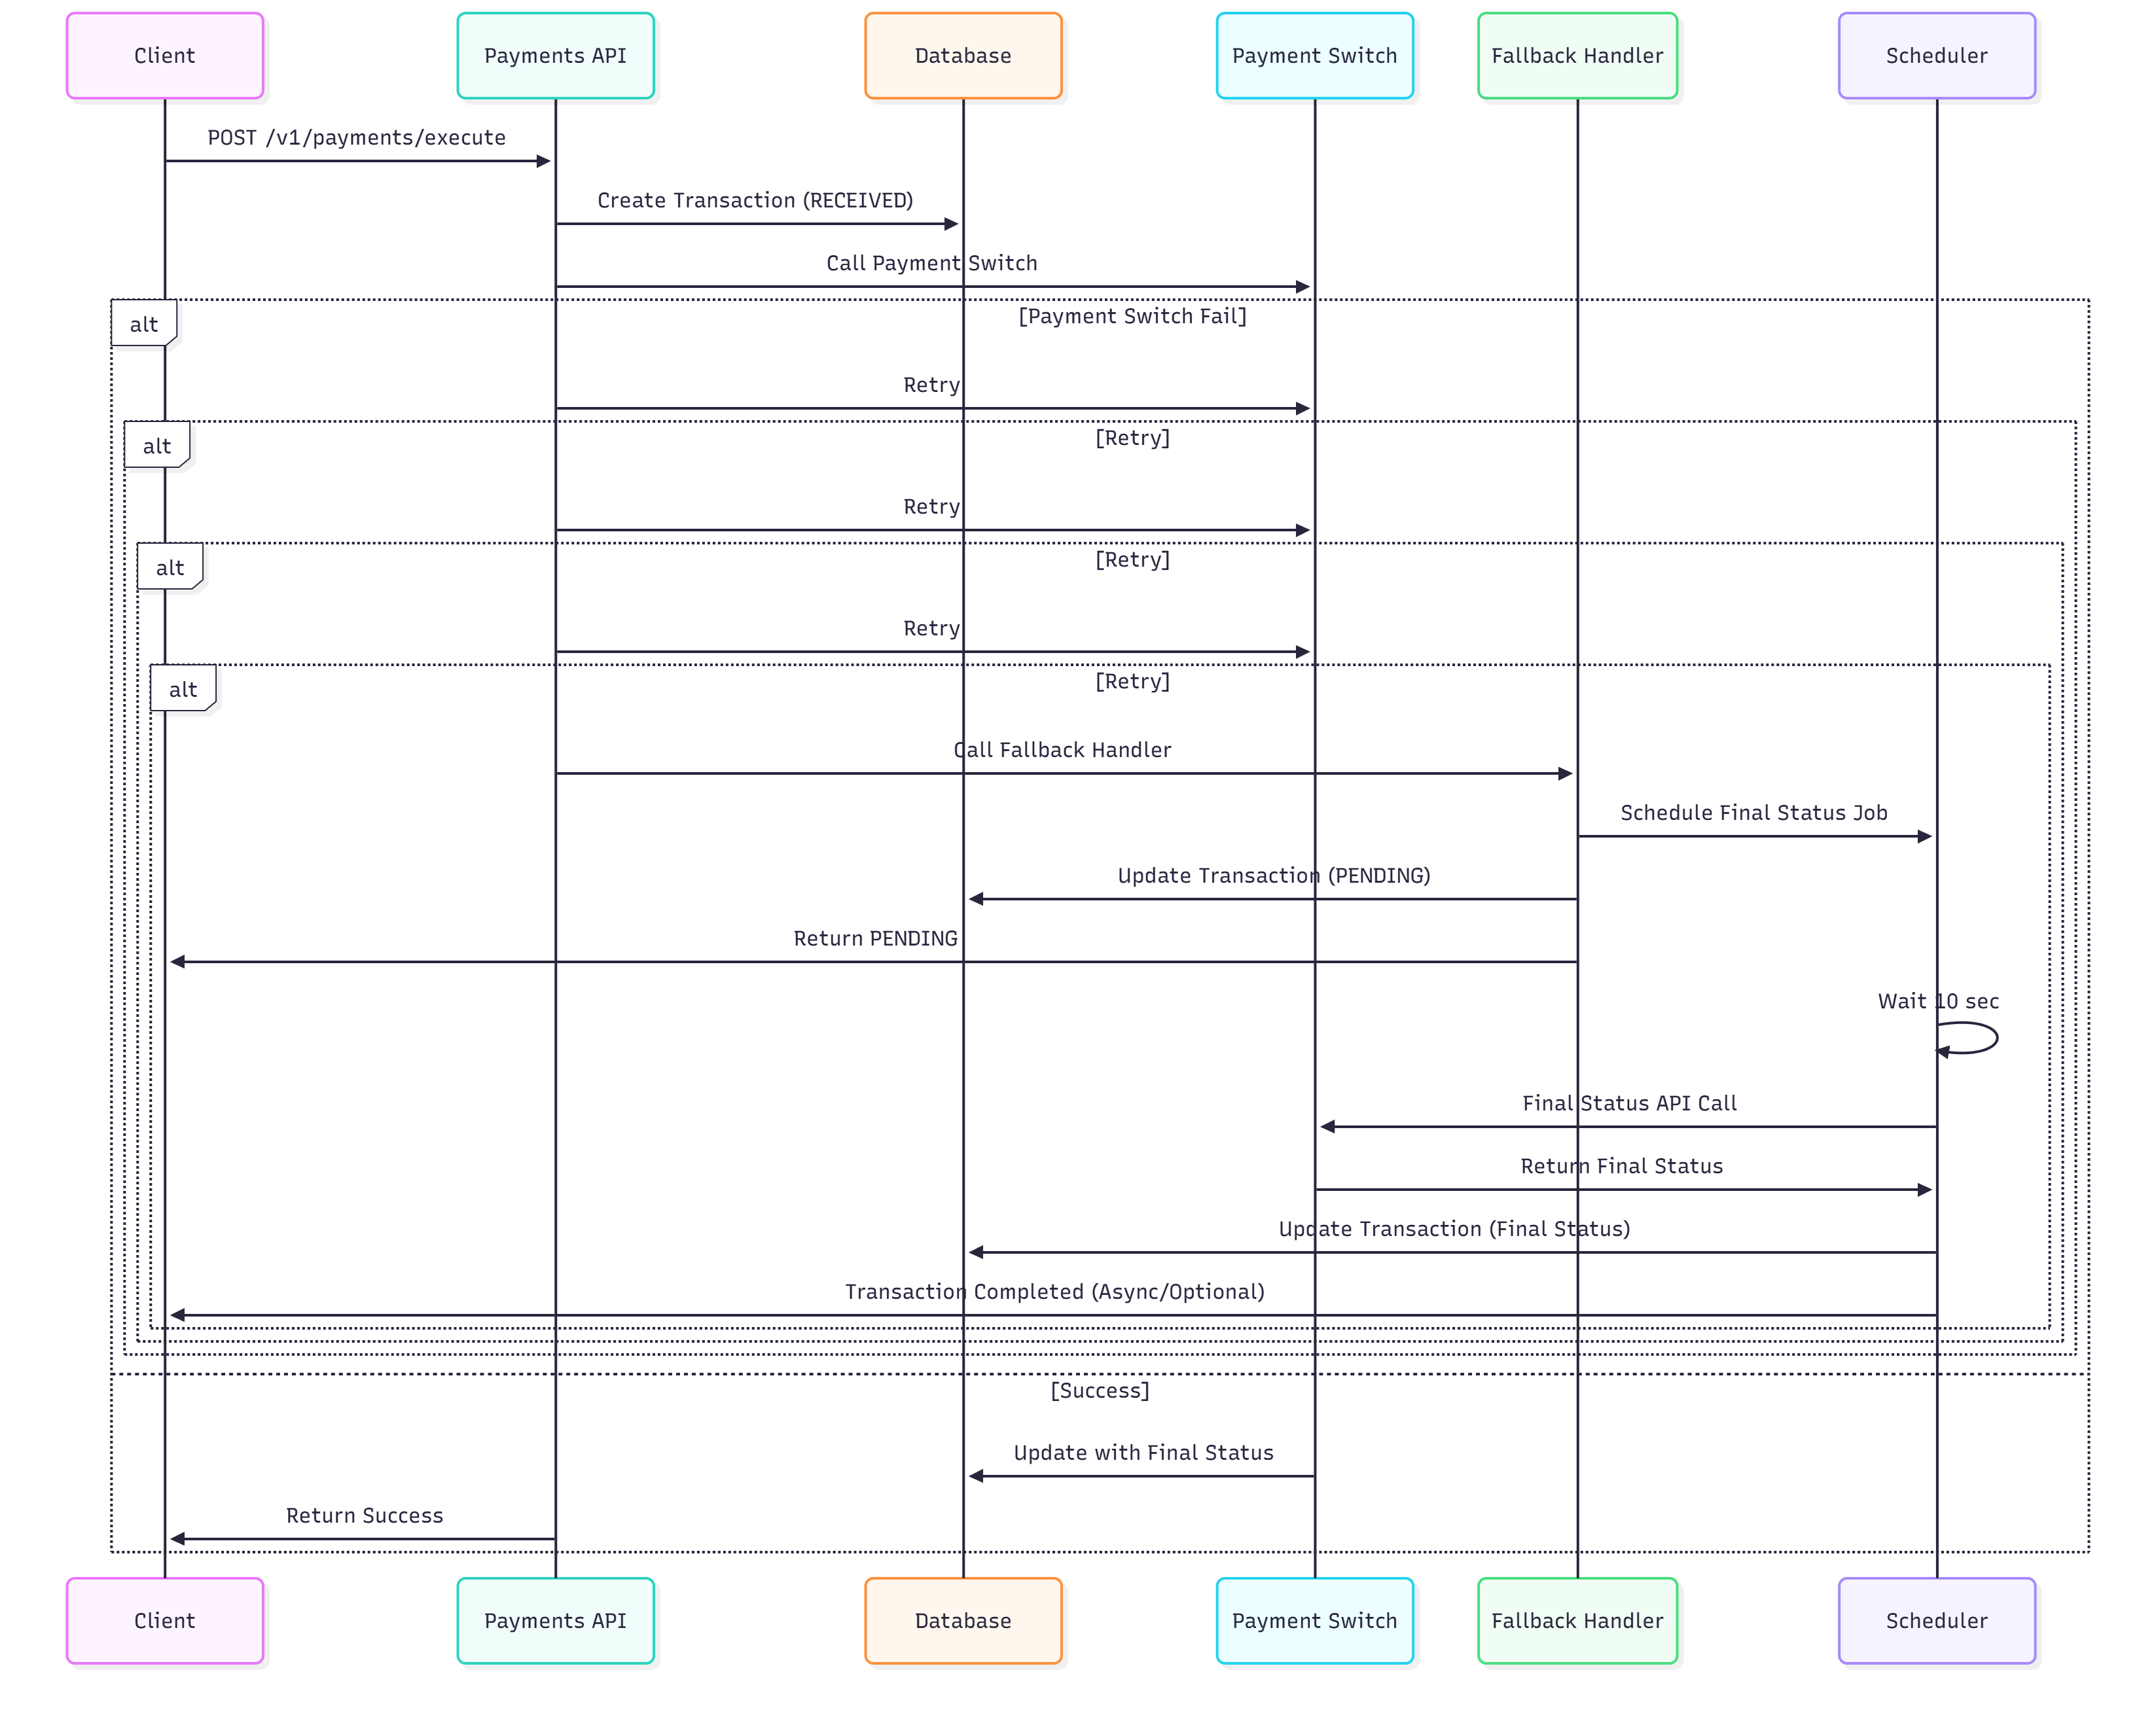 Client
Payments API
Database
Payment Switch
Fallback Handler
Scheduler
POST /v1/payments/execute
Create Transaction (RECEIVED)
Call Payment Switch
alt
[Payment Switch Fail]
Retry
alt
[Retry]
Retry
alt
[Retry]
Retry
alt
[Retry]
Call Fallback Handler
Schedule Final Status Job
Update Transaction (PENDING)
Return PENDING
Wait 10 sec
Final Status API Call
Return Final Status
Update Transaction (Final Status)
Transaction Completed (Async/Optional)
[Success]
Update with Final Status
Return Success
Client
Payments API
Database
Payment Switch
Fallback Handler
Scheduler